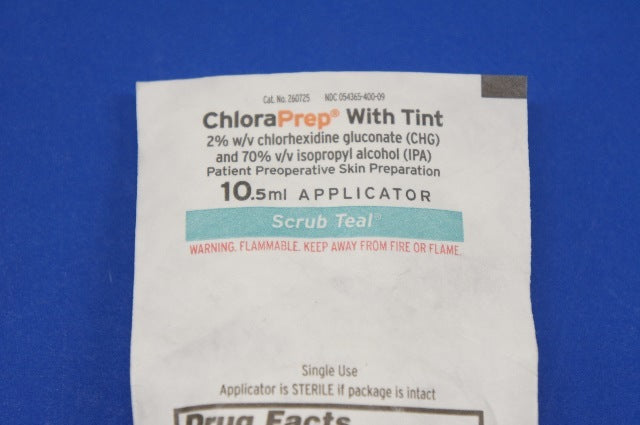 Cat. No. 260725 NDC 054365-400-09
ChloraPrep® With Tint
2% w/v chlorhexidine gluconate (CHG)
and 70% v/v isopropyl alcohol (IPA)
Patient Preoperative Skin Preparation
10.5ml APPLICATOR
Scrub Teal®
WARNING. FLAMMABLE. KEEP AWAY FROM FIRE OR FLAME.
Single Use
Applicator is STERILE if package is intact
Drug Facts